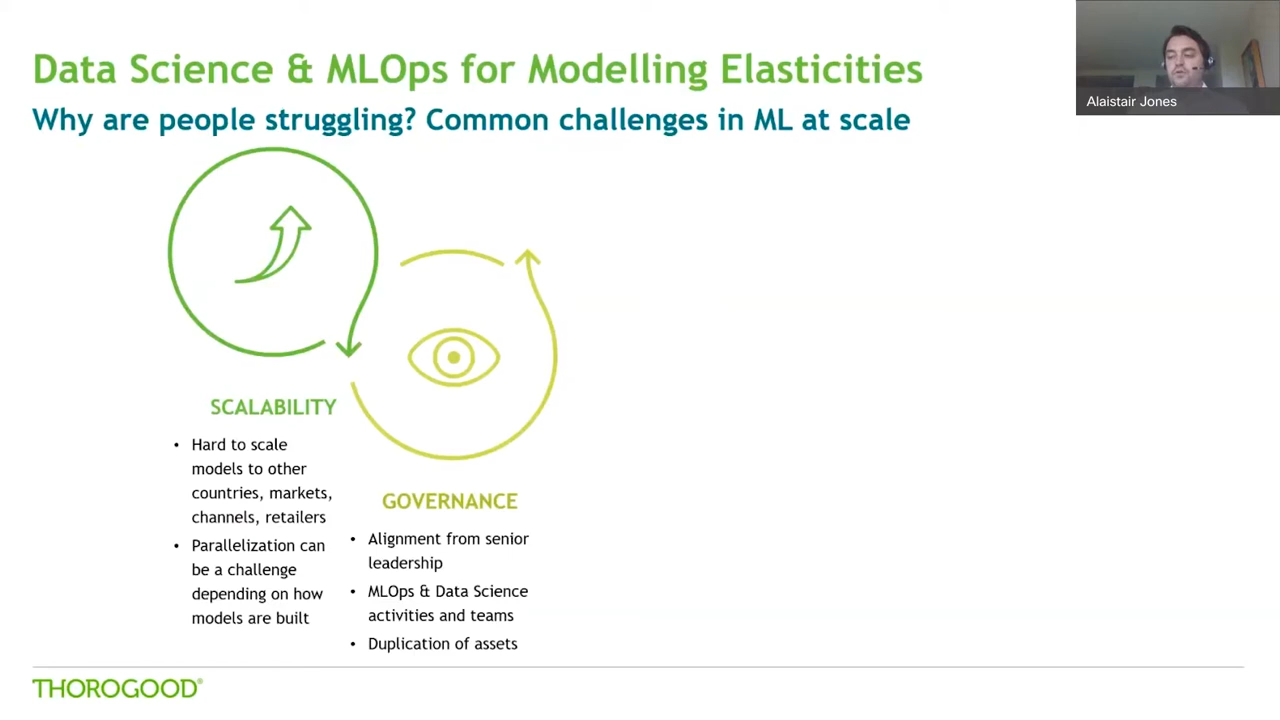 Data Science & MLOps for Modelling Elasticities
Why are people struggling? Common challenges in ML at scale
Alaistair Jones
SCALABILITY
• Hard to scale
models to other
countries, markets,
channels, retailers
• Parallelization can
be a challenge
depending on how
models are built
GOVERNANCE
• Alignment from senior
leadership
• MLOps & Data Science
activities and teams
• Duplication of assets
THOROGOOD®